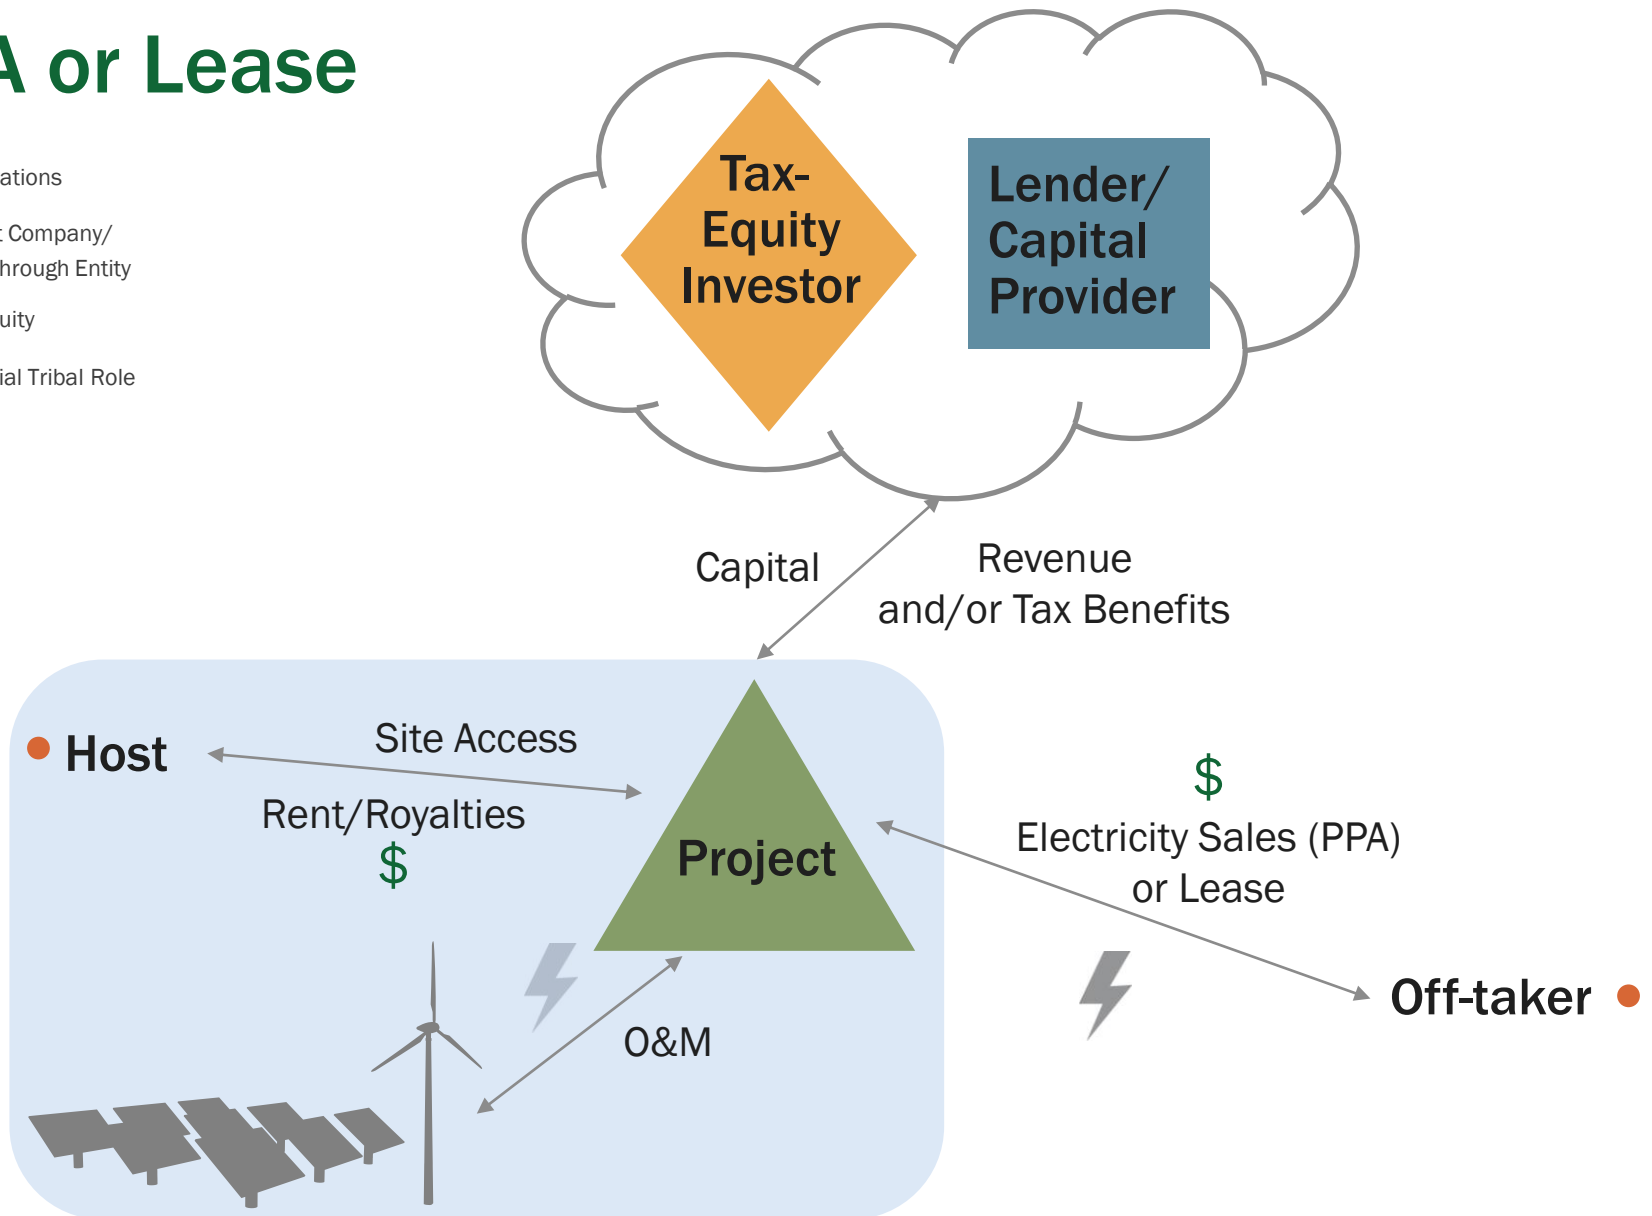 A or Lease
ations
t Company/
hrough Entity
uity
ial Tribal Role
Tax-
Equity
Investor
Lender/
Capital
Provider
Capital
Revenue
and/or Tax Benefits
Host
Site Access
Rent/Royalties
$
Project
$
Electricity Sales (PPA)
or Lease
Off-taker
O&M